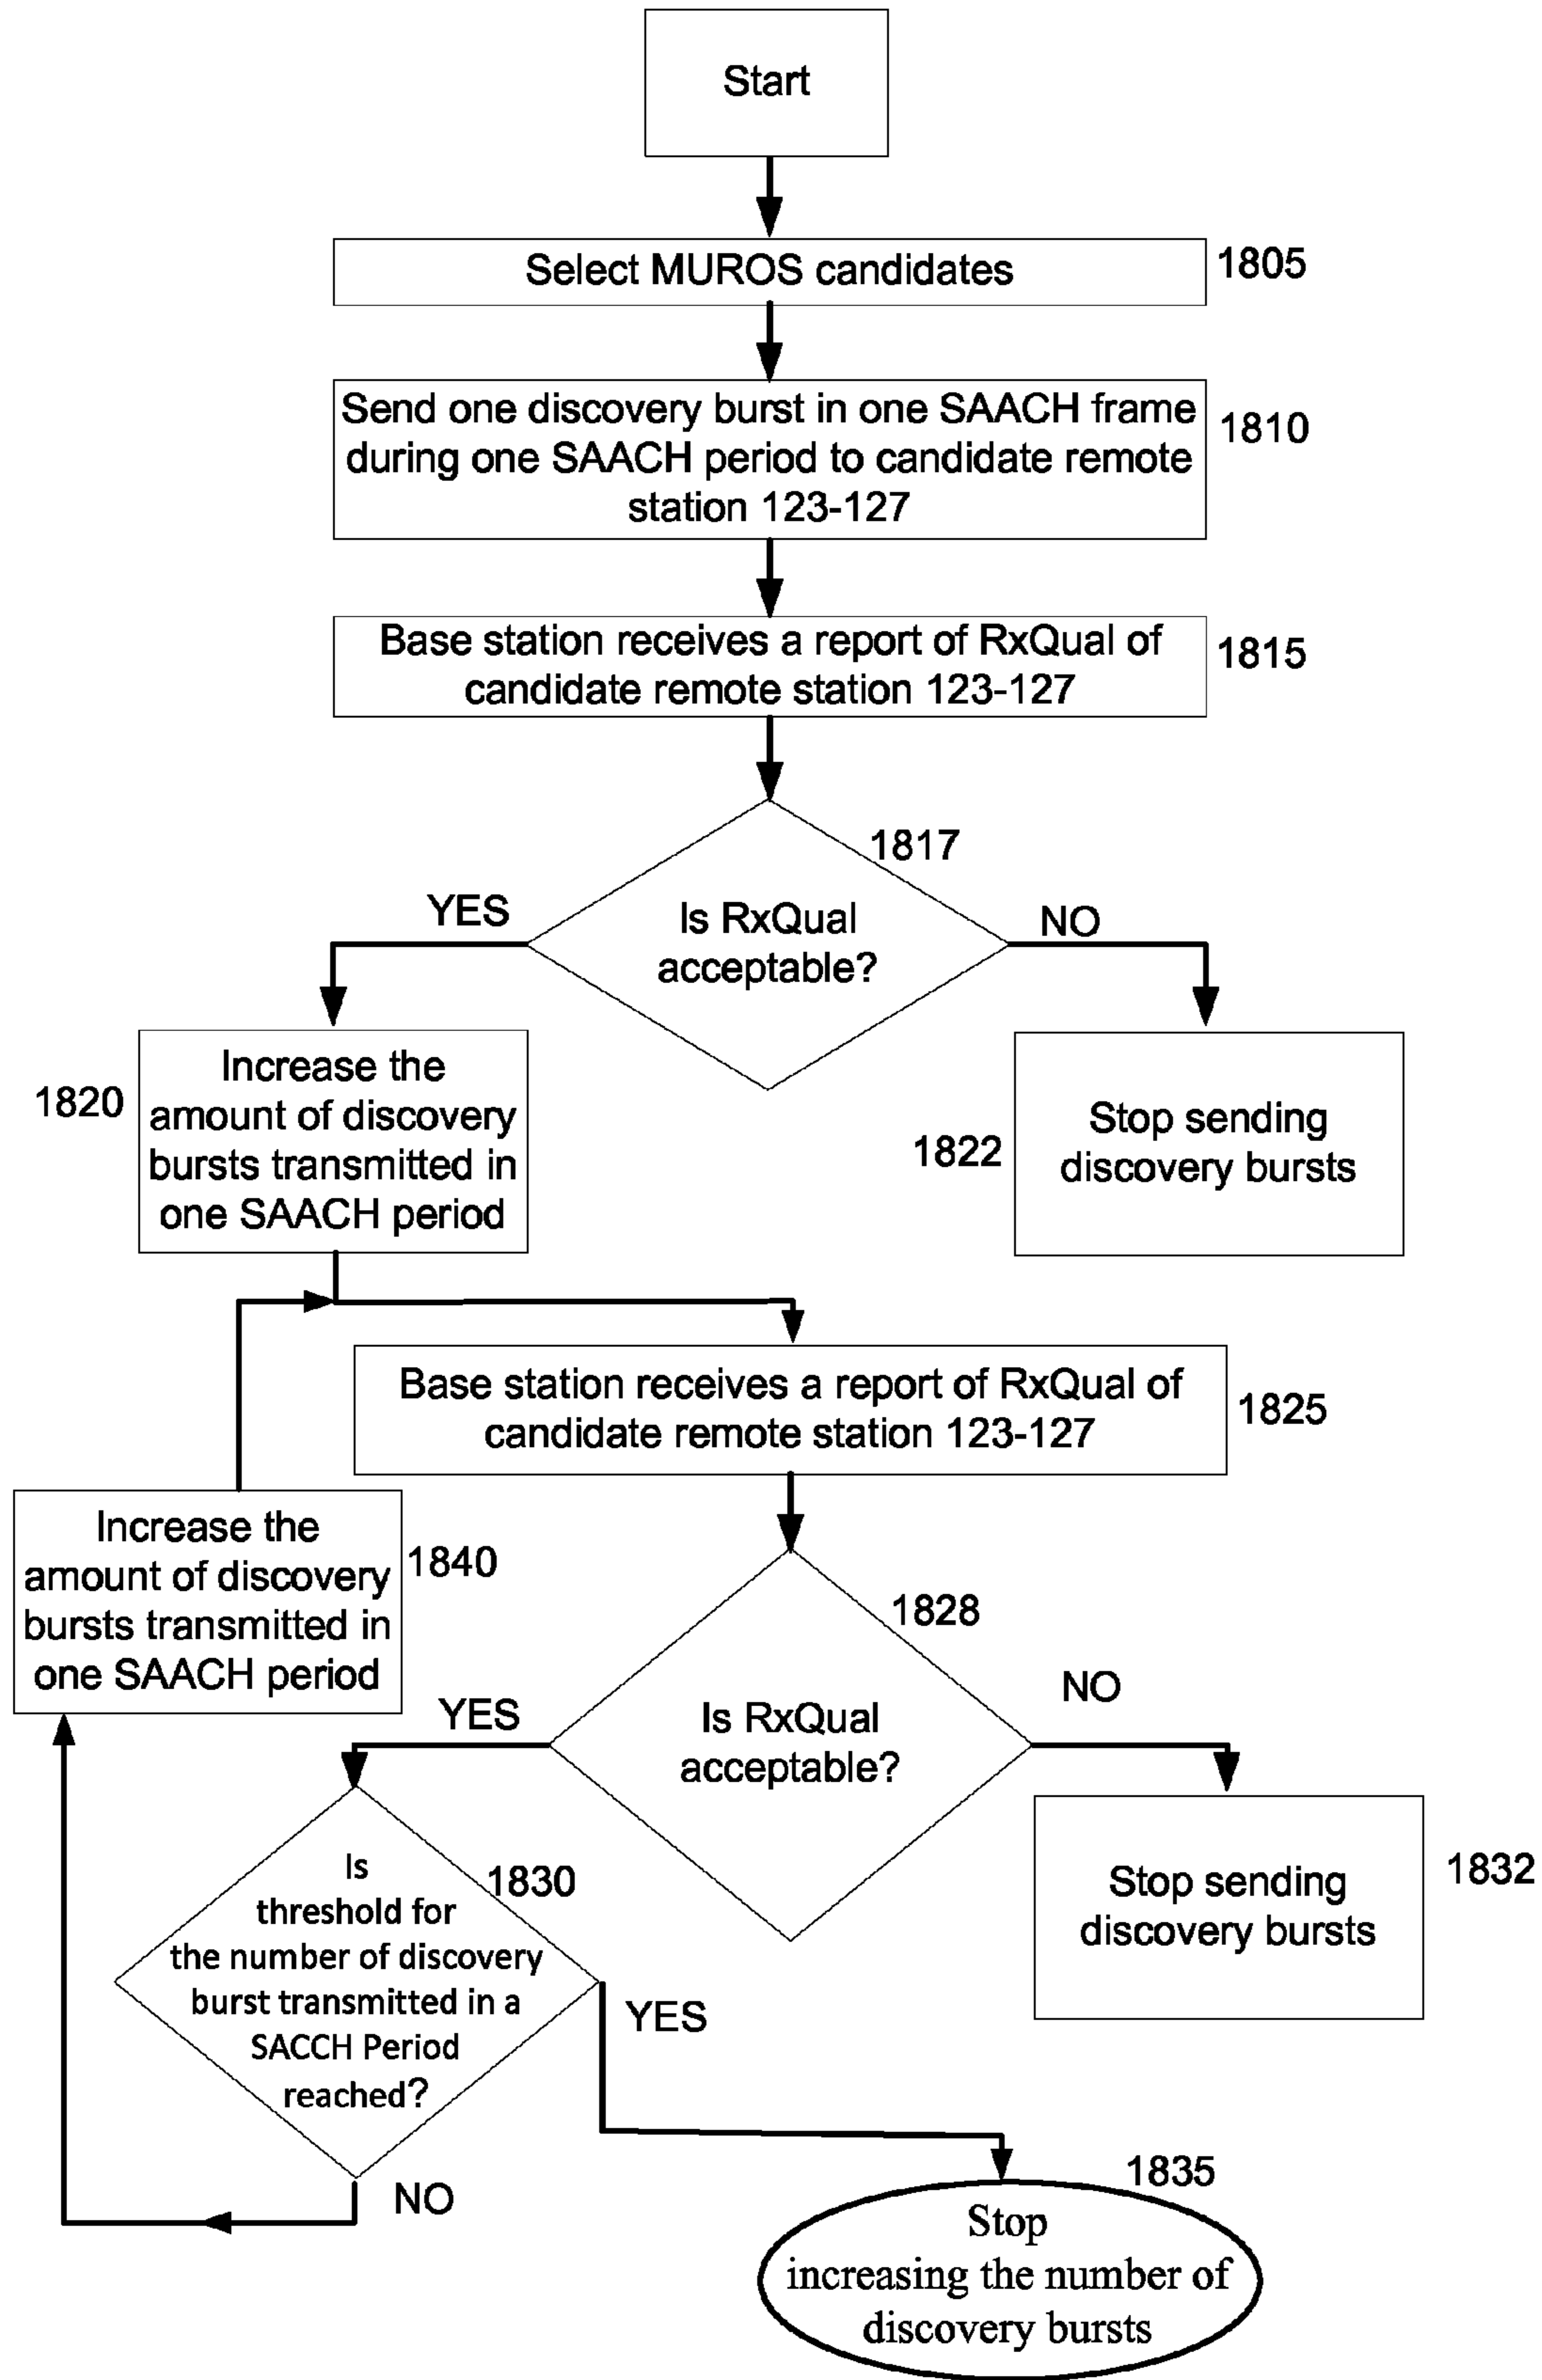 Start
Select MUROS candidates
1805
Send one discovery burst in one SAACH frame
during one SAACH period to candidate remote
station 123-127
1810
Base station receives a report of RxQual of
candidate remote station 123-127
1815
1817
Is RxQual
acceptable?
YES
NO
Increase the
amount of discovery
bursts transmitted in
one SAACH period
1820
Stop sending
discovery bursts
1822
Base station receives a report of RxQual of
candidate remote station 123-127
1825
Increase the
amount of discovery
bursts transmitted in
one SAACH period
1840
1828
Is RxQual
acceptable?
YES
NO
Is
threshold for
the number of discovery
burst transmitted in a
SACCH Period
reached?
1830
Stop sending
discovery bursts
1832
YES
NO
1835
Stop
increasing the number of
discovery bursts